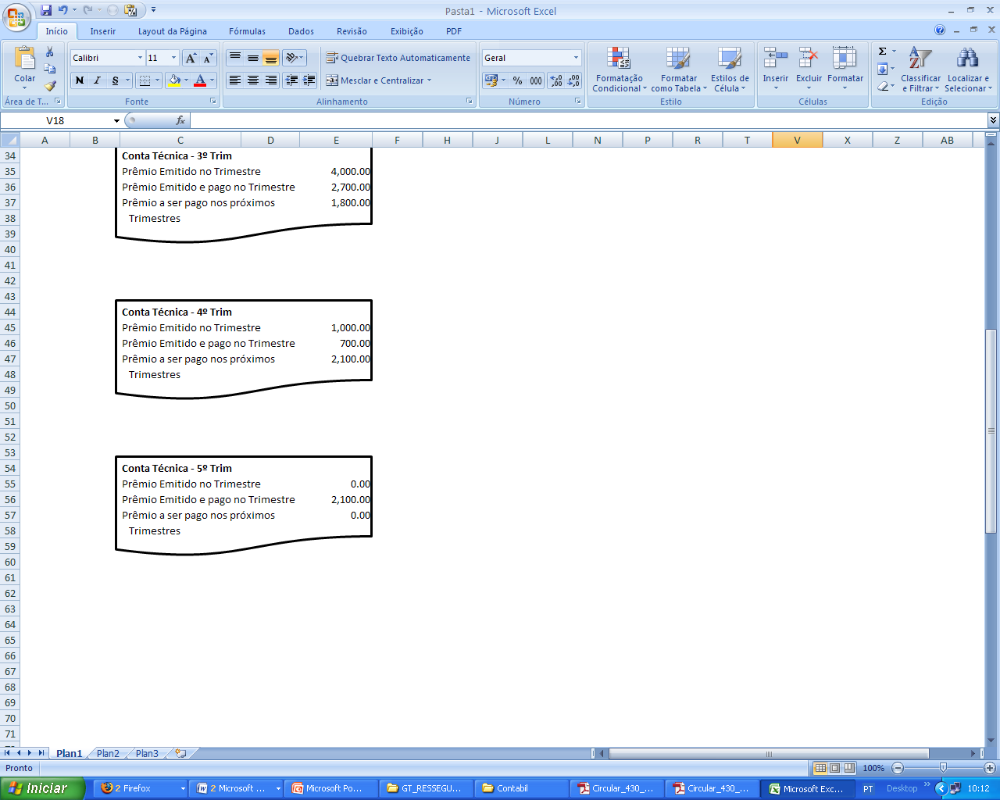 Pasta1 - Microsoft Excel
Início Inserir Layout da Página Fórmulas Dados Revisão Exibição PDF
Colar
Calibri 11
Quebrar Texto Automaticamente
Geral
N I S
Mesclar e Centralizar
% 000
Formatação Condicional
Formatar como Tabela
Estilos de Célula
Inserir Excluir Formatar
Classificar e Filtrar
Localizar e Selecionar
Área de T... Fonte Alinhamento Número Estilo Células Edição
V18 fx
A B C D E F G H J L N P R T V X Z AB
34 Conta Técnica - 3º Trim
35 Prêmio Emitido no Trimestre 4,000.00
36 Prêmio Emitido e pago no Trimestre 2,700.00
37 Prêmio a ser pago nos próximos 1,800.00
38 Trimestres
39
40
41
42
43
44 Conta Técnica - 4º Trim
45 Prêmio Emitido no Trimestre 1,000.00
46 Prêmio Emitido e pago no Trimestre 700.00
47 Prêmio a ser pago nos próximos 2,100.00
48 Trimestres
49
50
51
52
53
54 Conta Técnica - 5º Trim
55 Prêmio Emitido no Trimestre 0.00
56 Prêmio Emitido e pago no Trimestre 2,100.00
57 Prêmio a ser pago nos próximos 0.00
58 Trimestres
59
60
61
62
63
64
65
66
67
68
69
70
71
Plan1 Plan2 Plan3
Pronto 100%
Iniciar 2 Firefox 2 Microsoft ... Microsoft Po... GT_RESSEGU... Contabil Circular_430_... Circular_430_... Microsoft Exc... PT Desktop 10:12